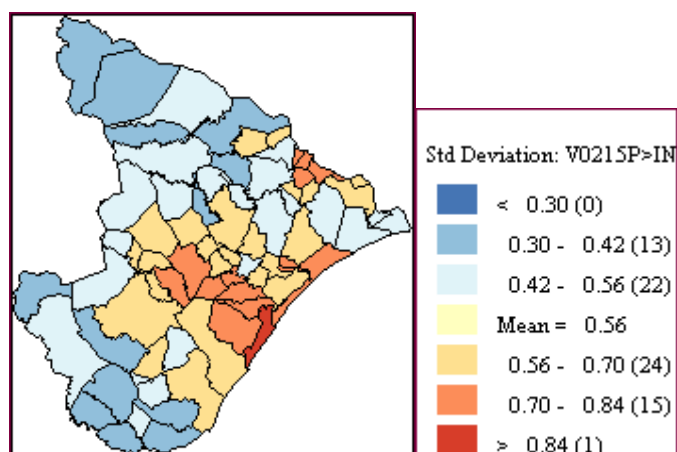 Std Deviation: V0215P>IN
< 0.30 (0)
0.30 - 0.42 (13)
0.42 - 0.56 (22)
Mean = 0.56
0.56 - 0.70 (24)
0.70 - 0.84 (15)
> 0.84 (1)